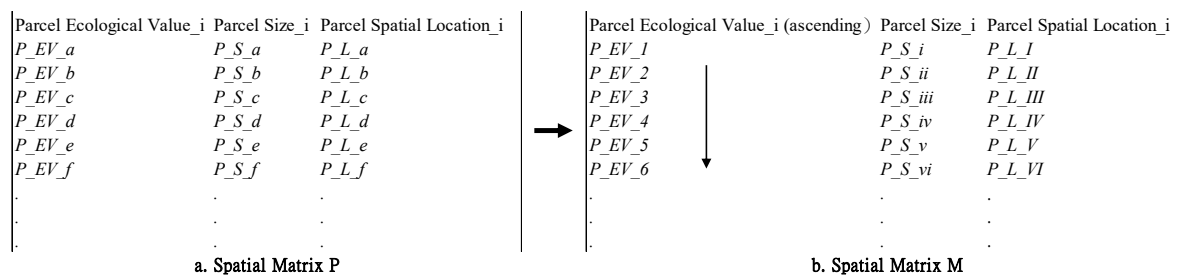 Parcel Ecological Value_i Parcel Size_i Parcel Spatial Location_i
P_EV_a P_S_a P_L_a
P_EV_b P_S_b P_L_b
P_EV_c P_S_c P_L_c
P_EV_d P_S_d P_L_d
P_EV_e P_S_e P_L_e
P_EV_f P_S_f P_L_f
. . .
. . .
. . .
a. Spatial Matrix P
Parcel Ecological Value_i (ascending） Parcel Size_i Parcel Spatial Location_i
P_EV_1 P_S_i P_L_I
P_EV_2 P_S_ii P_L_II
P_EV_3 P_S_iii P_L_III
P_EV_4 P_S_iv P_L_IV
P_EV_5 P_S_v P_L_V
P_EV_6 P_S_vi P_L_VI
. . .
. . .
. . .
b. Spatial Matrix M